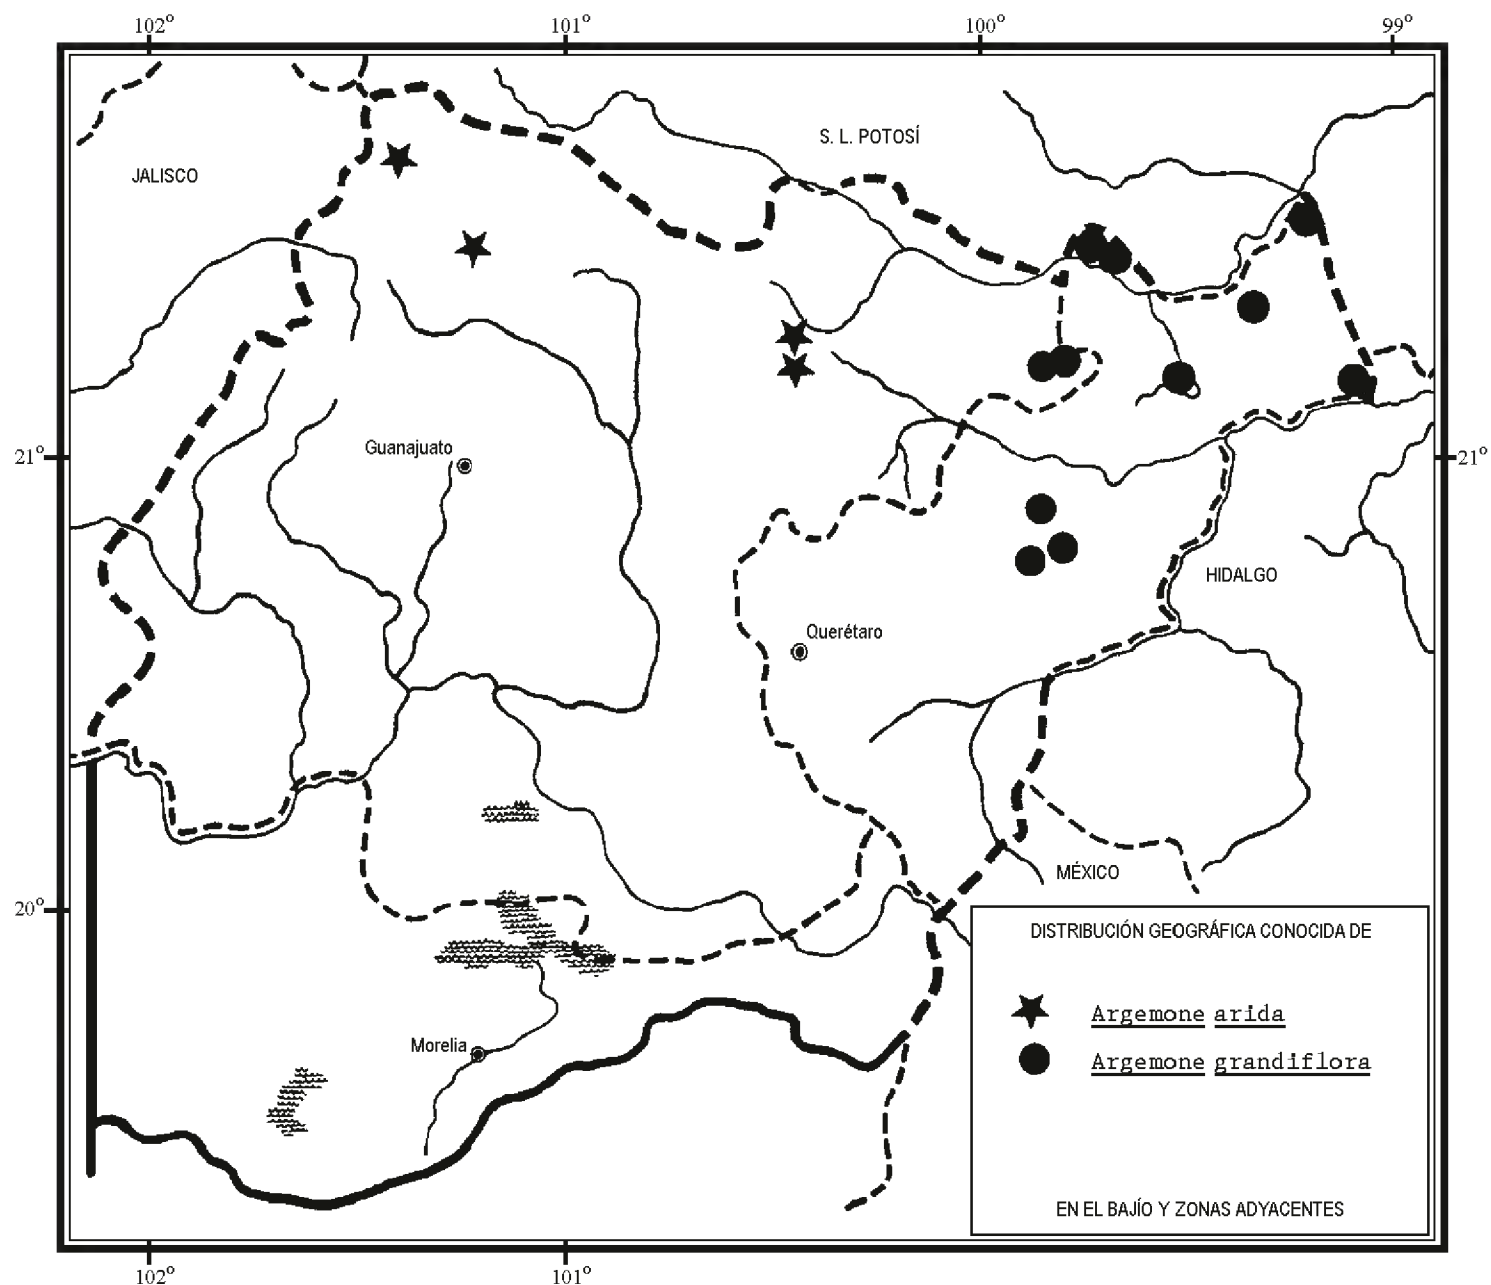 102°
101°
100°
99°
S. L. POTOSÍ
JALISCO
Guanajuato
21°
21°
HIDALGO
Querétaro
MÉXICO
20°
DISTRIBUCIÓN GEOGRÁFICA CONOCIDA DE
Argemone arida
Morelia
Argemone grandiflora
EN EL BAJÍO Y ZONAS ADYACENTES
102°
101°